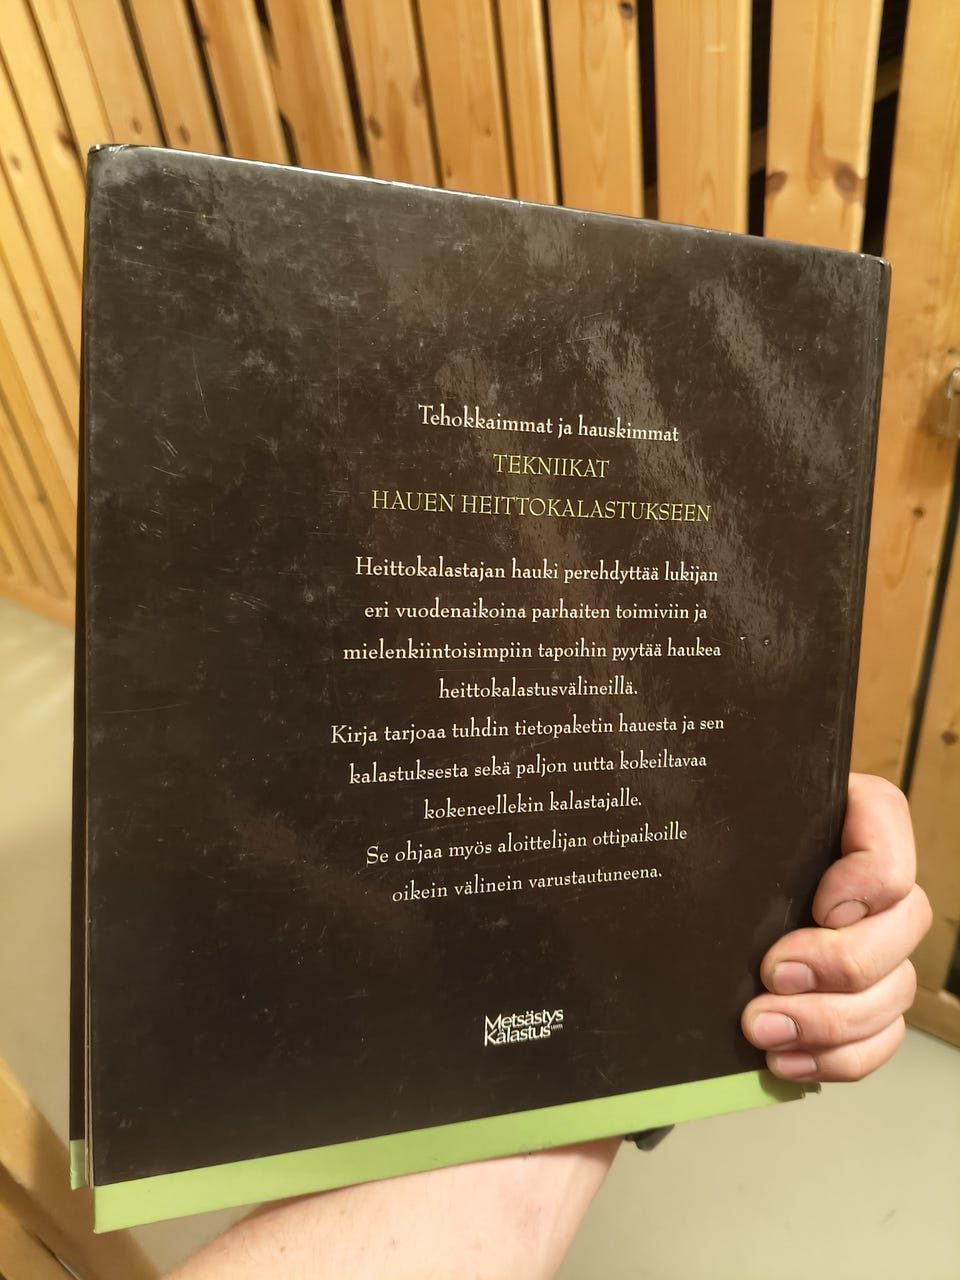 Tehokkaimmat ja hauskimmat
TEKNIIKAT
HAUEN HEITTOKALASTUKSEEN
Heittokalastajan hauki perehdyttää lukijan
eri vuodenaikoina parhaiten toimiviin ja
mielenkiintoisimpiin tapoihin pyytää haukea
heittokalastusvälineillä.
Kirja tarjoaa tuhdin tietopaketin hauesta ja sen
kalastuksesta sekä paljon uutta kokeiltavaa
kokeneellekin kalastajalle.
Se ohjaa myös aloittelijan ottipaikoille
oikein välinein varustautuneena.
Metsästys
Kalastus